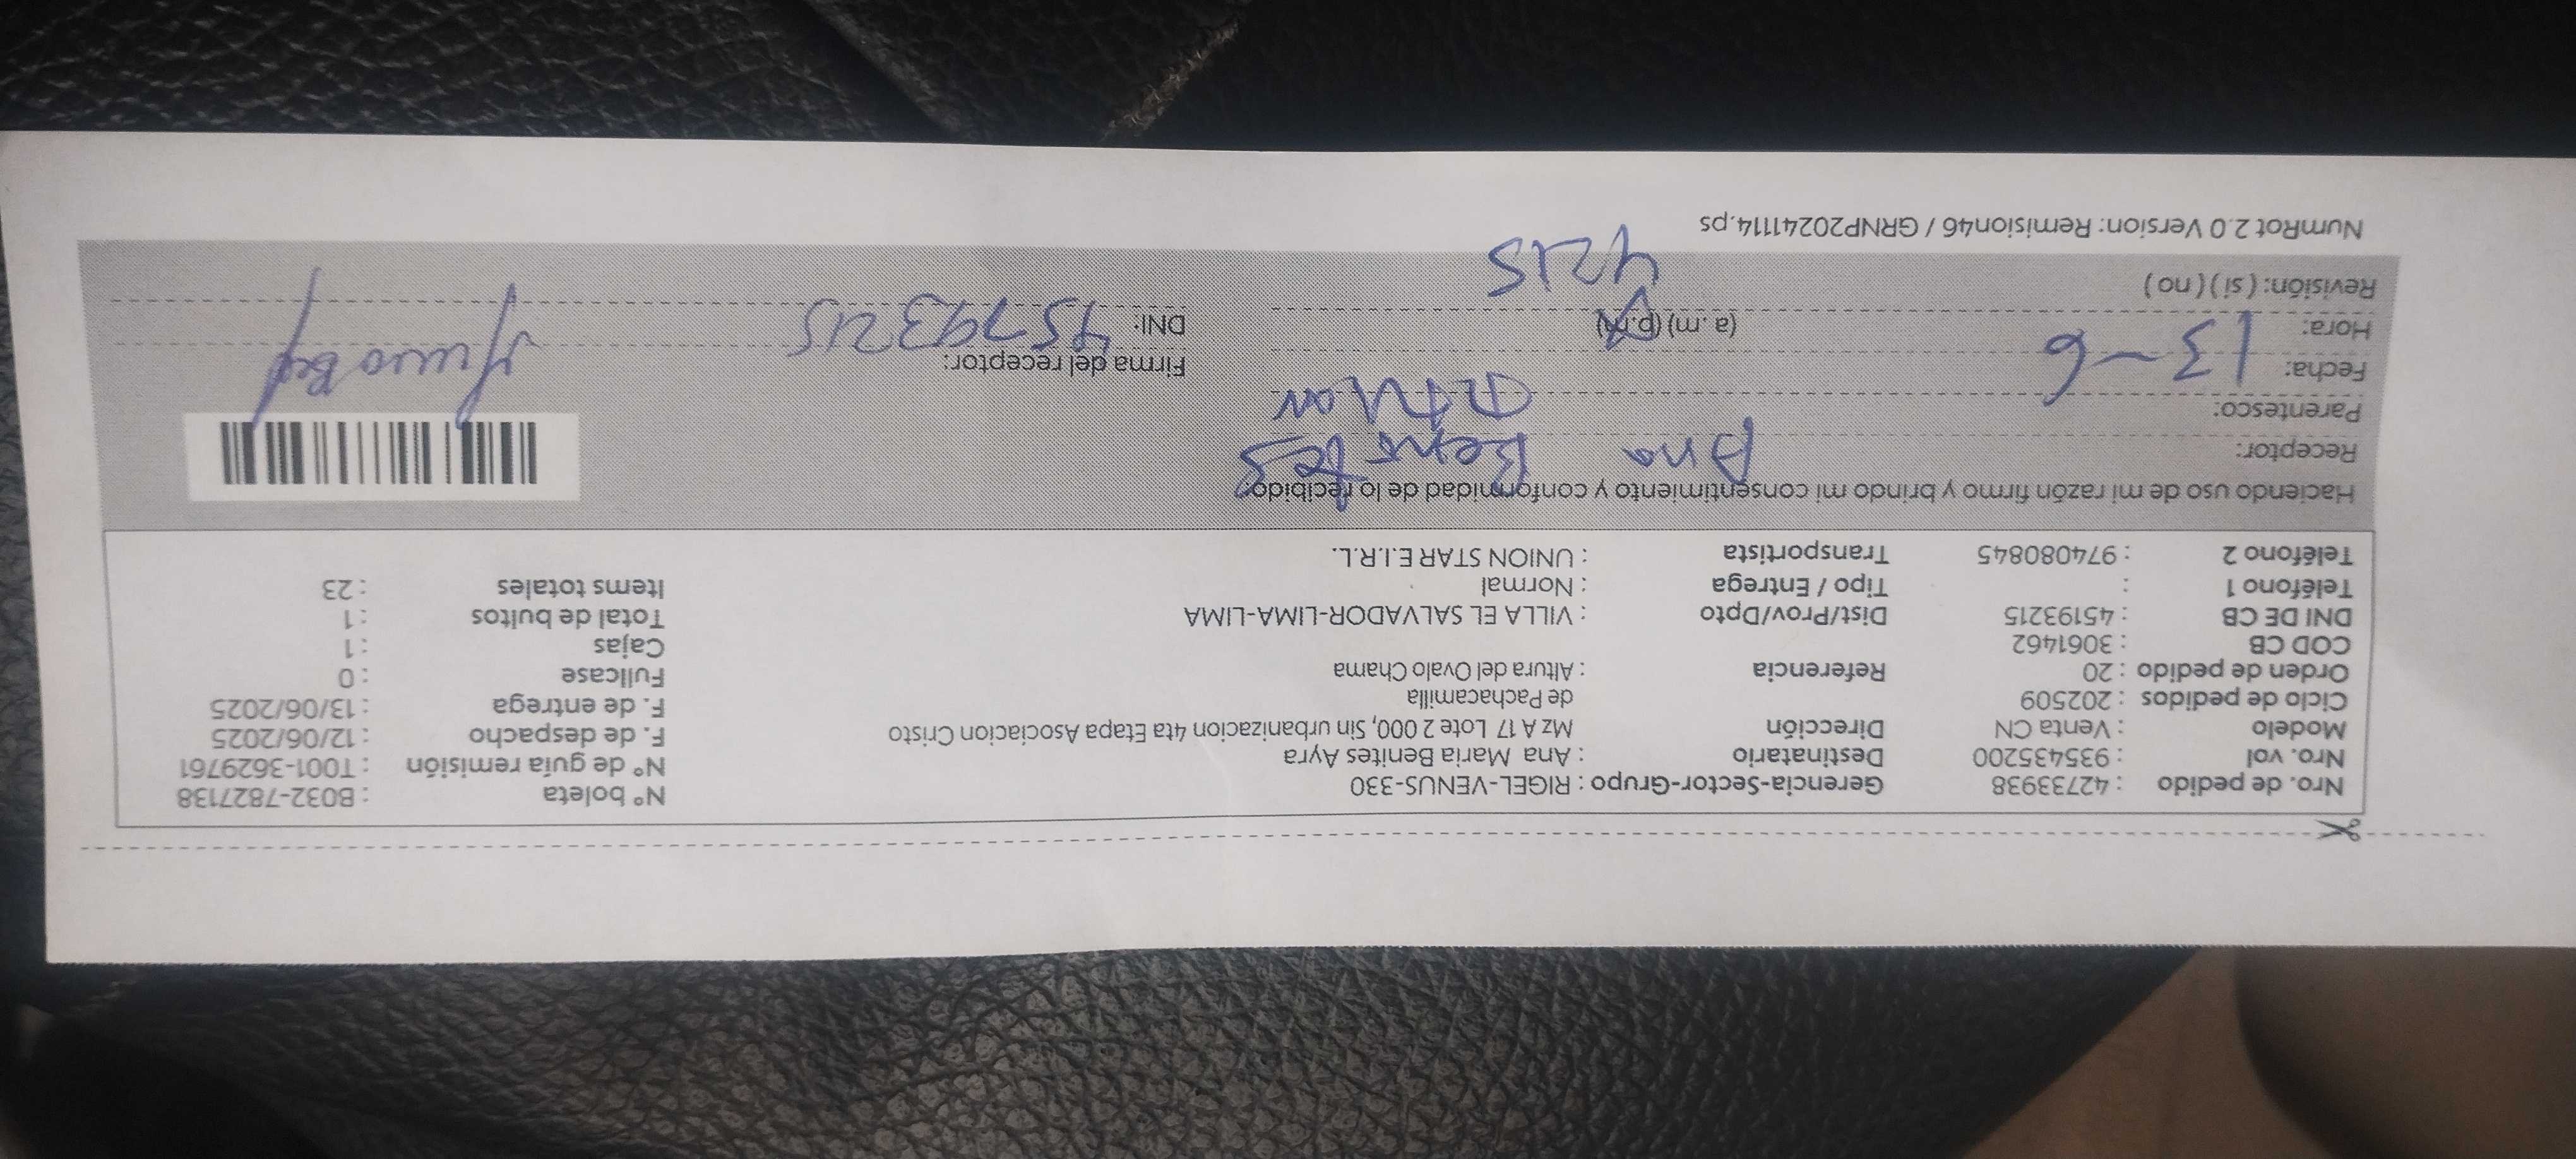 Nro. de pedido : 42733938 Gerencia-Sector-Grupo : RIGEL-VENUS-330 N° boleta : B032-7827138
Nro. vol : 935435200 Destinatario : Ana Maria Benites Ayra N° de guía remisión : T001-3629761
Modelo : Venta CN Dirección Mz A 17 Lote 2 000, Sin urbanizacion 4ta Etapa Asociacion Cristo F. de despacho : 12/06/2025
Ciclo de pedidos : 202509 de Pachacamilla F. de entrega : 13/06/2025
Orden de pedido : 20 Referencia : Altura del Ovalo Chama Fullcase : 0
COD CB : 3061462 Cajas : 1
DNI DE CB : 45193215 Dist/Prov/Dpto : VILLA EL SALVADOR-LIMA-LIMA Total de bultos : 1
Teléfono 1 : Tipo / Entrega : Normal Items totales : 23
Teléfono 2 : 974080845 Transportista : UNION STAR E.I.R.L.
Haciendo uso de mi razón firmo y brindo mi consentimiento y conformidad de lo recibido.
Receptor: Ana Benites
Parentesco: Titular
Fecha: 13-6 Firma del receptor:
Hora: (a. m) (p.m) DNI:
Revisión: ( si ) ( no ) 4215
NumRot 2.0 Version: Remision46 / GRNP20241114.ps